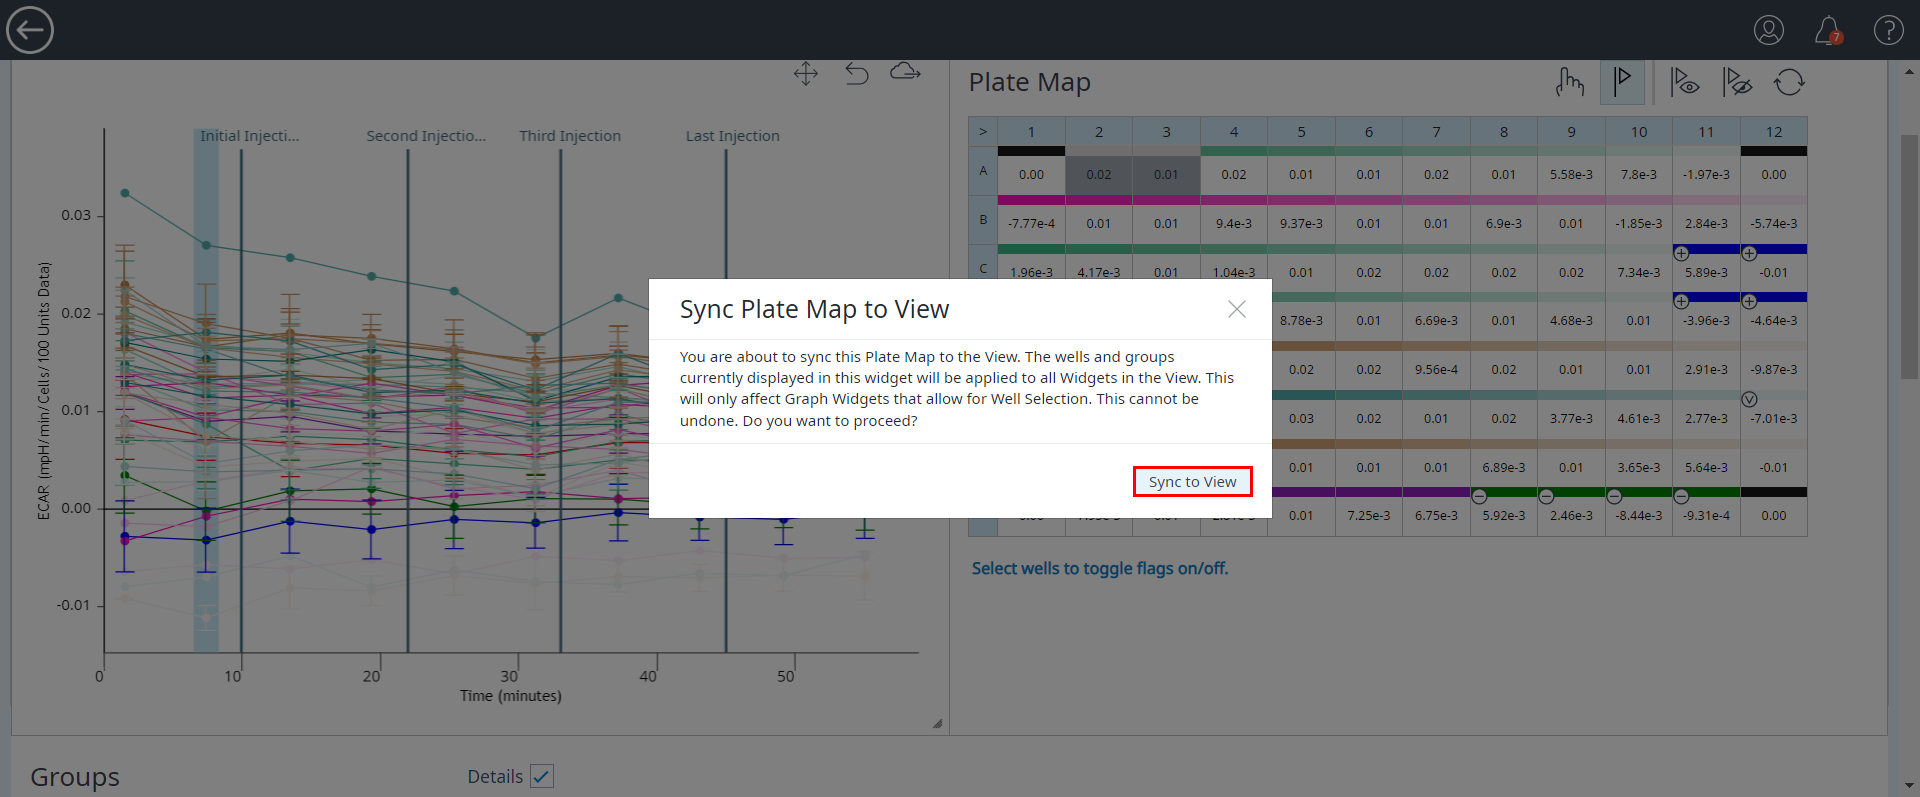 7
?
Plate Map
Initial Injecti...
Second Injectio...
Third Injection
Last Injection
0.03
0.02
0.01
0.00
-0.01
ECAR (mpH/min/Cells/100 Units Data)
0 10 20 30 40 50
Time (minutes)
> 1 2 3 4 5 6 7 8 9 10 11 12
A 0.00 0.02 0.01 0.02 0.01 0.01 0.02 0.01 5.58e-3 7.8e-3 -1.97e-3 0.00
B -7.77e-4 0.01 0.01 9.4e-3 9.37e-3 0.01 0.01 6.9e-3 0.01 -1.85e-3 2.84e-3 -5.74e-3
C 1.96e-3 4.17e-3 0.01 1.04e-3 0.01 0.02 0.02 0.02 0.02 7.34e-3 5.89e-3 -0.01
8.78e-3 0.01 6.69e-3 0.01 4.68e-3 0.01 -3.96e-3 -4.64e-3
0.02 0.02 9.56e-4 0.02 0.01 0.01 2.91e-3 -9.87e-3
0.03 0.02 0.01 0.02 3.77e-3 4.61e-3 2.77e-3 -7.01e-3
0.01 0.01 0.01 6.89e-3 0.01 3.65e-3 5.64e-3 -0.01
0.01 7.25e-3 6.75e-3 5.92e-3 2.46e-3 -8.44e-3 -9.31e-4 0.00
Select wells to toggle flags on/off.
Sync Plate Map to View
You are about to sync this Plate Map to the View. The wells and groups
currently displayed in this widget will be applied to all Widgets in the View. This
will only affect Graph Widgets that allow for Well Selection. This cannot be
undone. Do you want to proceed?
Sync to View
Groups
Details